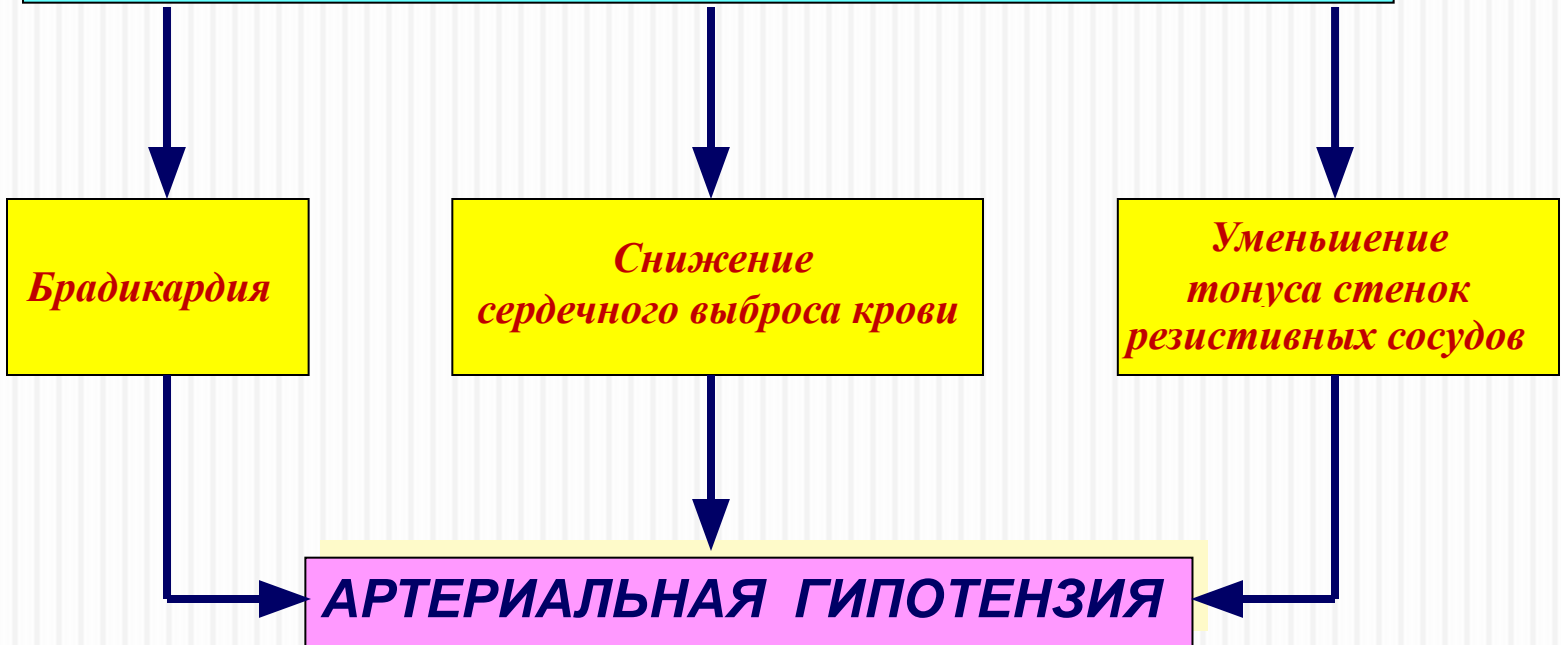 Брадикардия
Снижение
сердечного выброса крови
Уменьшение
тонуса стенок
резистивных сосудов
АРТЕРИАЛЬНАЯ ГИПОТЕНЗИЯ